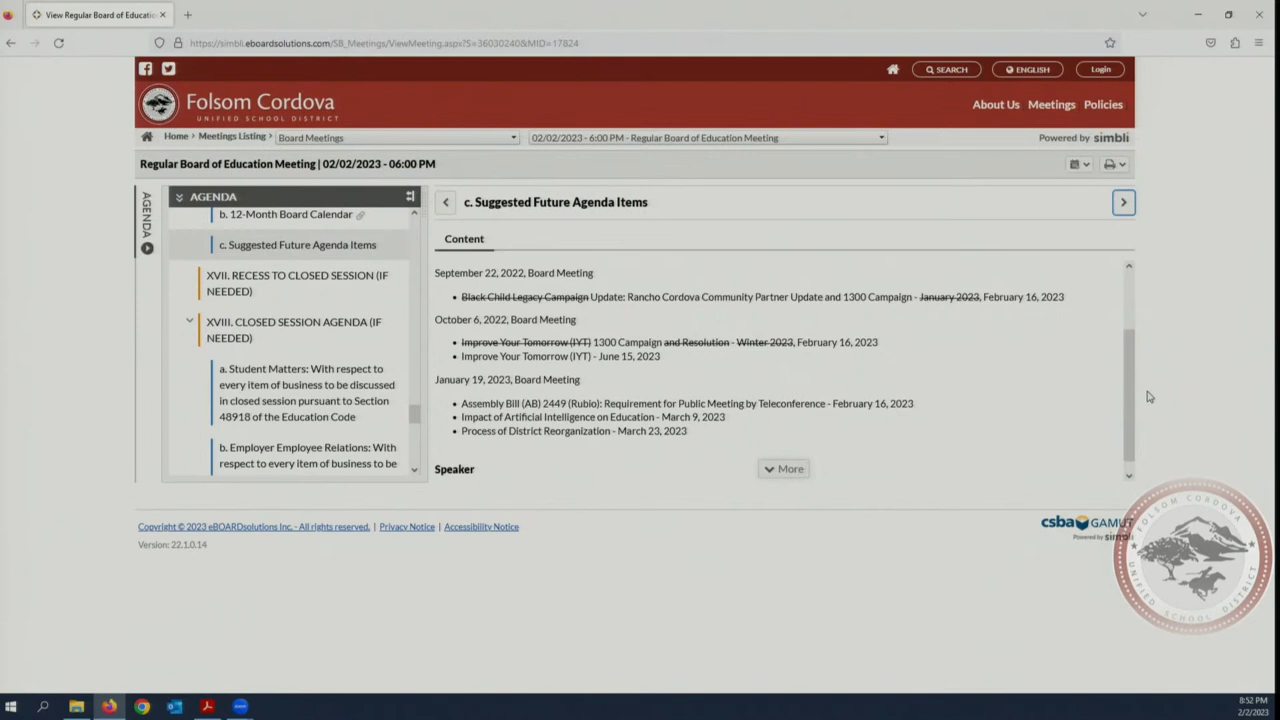 View Regular Board of Educatio
https://simbli.eboardsolutions.com/SB_Meetings/ViewMeeting.aspx?S=36030240&MID=17824
SEARCH
ENGLISH
Login
Folsom Cordova
UNIFIED SCHOOL DISTRICT
About Us Meetings Policies
Home › Meetings Listing › Board Meetings
02/02/2023 - 6:00 PM - Regular Board of Education Meeting
Powered by simbli
Regular Board of Education Meeting | 02/02/2023 - 06:00 PM
AGENDA
AGENDA
b. 12-Month Board Calendar
c. Suggested Future Agenda Items
XVII. RECESS TO CLOSED SESSION (IF
NEEDED)
XVIII. CLOSED SESSION AGENDA (IF
NEEDED)
a. Student Matters: With respect to
every item of business to be discussed
in closed session pursuant to Section
48918 of the Education Code
b. Employer Employee Relations: With
respect to every item of business to be
c. Suggested Future Agenda Items
Content
September 22, 2022, Board Meeting
• Black Child Legacy Campaign Update: Rancho Cordova Community Partner Update and 1300 Campaign - January 2023, February 16, 2023
October 6, 2022, Board Meeting
• Improve Your Tomorrow (IYT) 1300 Campaign and Resolution - Winter 2023, February 16, 2023
• Improve Your Tomorrow (IYT) - June 15, 2023
January 19, 2023, Board Meeting
• Assembly Bill (AB) 2449 (Rubio): Requirement for Public Meeting by Teleconference - February 16, 2023
• Impact of Artificial Intelligence on Education - March 9, 2023
• Process of District Reorganization - March 23, 2023
Speaker
More
Copyright © 2023 eBOARDsolutions Inc. - All rights reserved. | Privacy Notice | Accessibility Notice
Version: 22.1.0.14
csba GAMUT
Powered by simbli
FOLSOM CORDOVA
UNIFIED SCHOOL DISTRICT
8:52 PM
2/2/2023